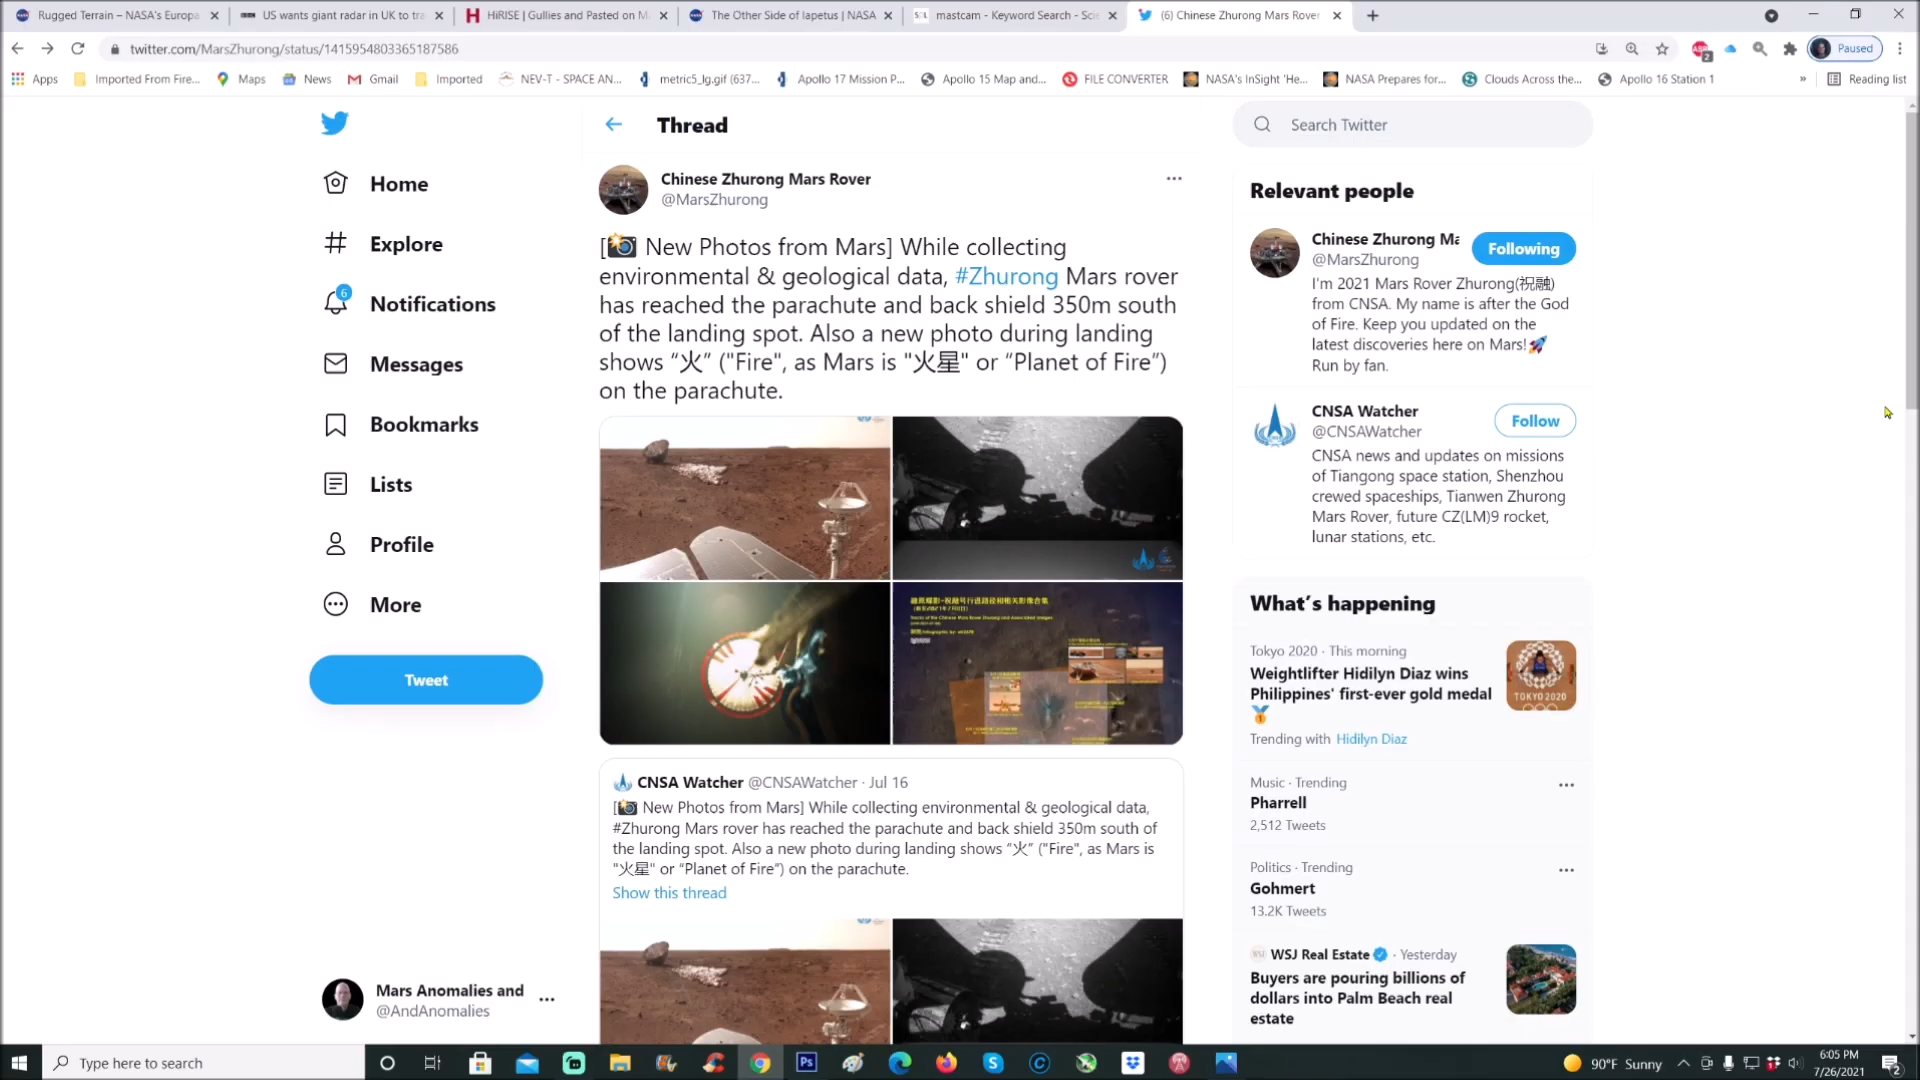 Rugged Terrain – NASA's Europa
US wants giant radar in UK to tra
HiRISE | Gullies and Pasted on M
The Other Side of Iapetus | NASA
mastcam - Keyword Search - Scie
(6) Chinese Zhurong Mars Rover
twitter.com/MarsZhurong/status/1415954803365187586
Paused
Apps
Imported From Fire...
Maps
News
Gmail
Imported
NEV-T - SPACE AN...
metric5_lg.gif (637...
Apollo 17 Mission P...
Apollo 15 Map and...
FILE CONVERTER
NASA's InSight 'He...
NASA Prepares for...
Clouds Across the...
Apollo 16 Station 1
»
Reading list
Home
Explore
6
Notifications
Messages
Bookmarks
Lists
Profile
More
Tweet
Mars Anomalies and
@AndAnomalies
Thread
Chinese Zhurong Mars Rover
@MarsZhurong
[📸 New Photos from Mars] While collecting
environmental & geological data, #Zhurong Mars rover
has reached the parachute and back shield 350m south
of the landing spot. Also a new photo during landing
shows “火” ("Fire", as Mars is "火星" or “Planet of Fire”)
on the parachute.
CNSA Watcher @CNSAWatcher · Jul 16
[📸 New Photos from Mars] While collecting environmental & geological data,
#Zhurong Mars rover has reached the parachute and back shield 350m south of
the landing spot. Also a new photo during landing shows “火” ("Fire", as Mars is
"火星" or “Planet of Fire”) on the parachute.
Show this thread
Search Twitter
Relevant people
Chinese Zhurong Ma
@MarsZhurong
Following
I'm 2021 Mars Rover Zhurong(祝融)
from CNSA. My name is after the God
of Fire. Keep you updated on the
latest discoveries here on Mars!🚀
Run by fan.
CNSA Watcher
@CNSAWatcher
Follow
CNSA news and updates on missions
of Tiangong space station, Shenzhou
crewed spaceships, Tianwen Zhurong
Mars Rover, future CZ(LM)9 rocket,
lunar stations, etc.
What’s happening
Tokyo 2020 · This morning
Weightlifter Hidilyn Diaz wins
Philippines' first-ever gold medal
🥇
TOKYO 2020
Trending with Hidilyn Diaz
Music · Trending
Pharrell
2,512 Tweets
Politics · Trending
Gohmert
13.2K Tweets
WSJ Real Estate · Yesterday
Buyers are pouring billions of
dollars into Palm Beach real
estate
Type here to search
90°F Sunny
6:05 PM
7/26/2021
2